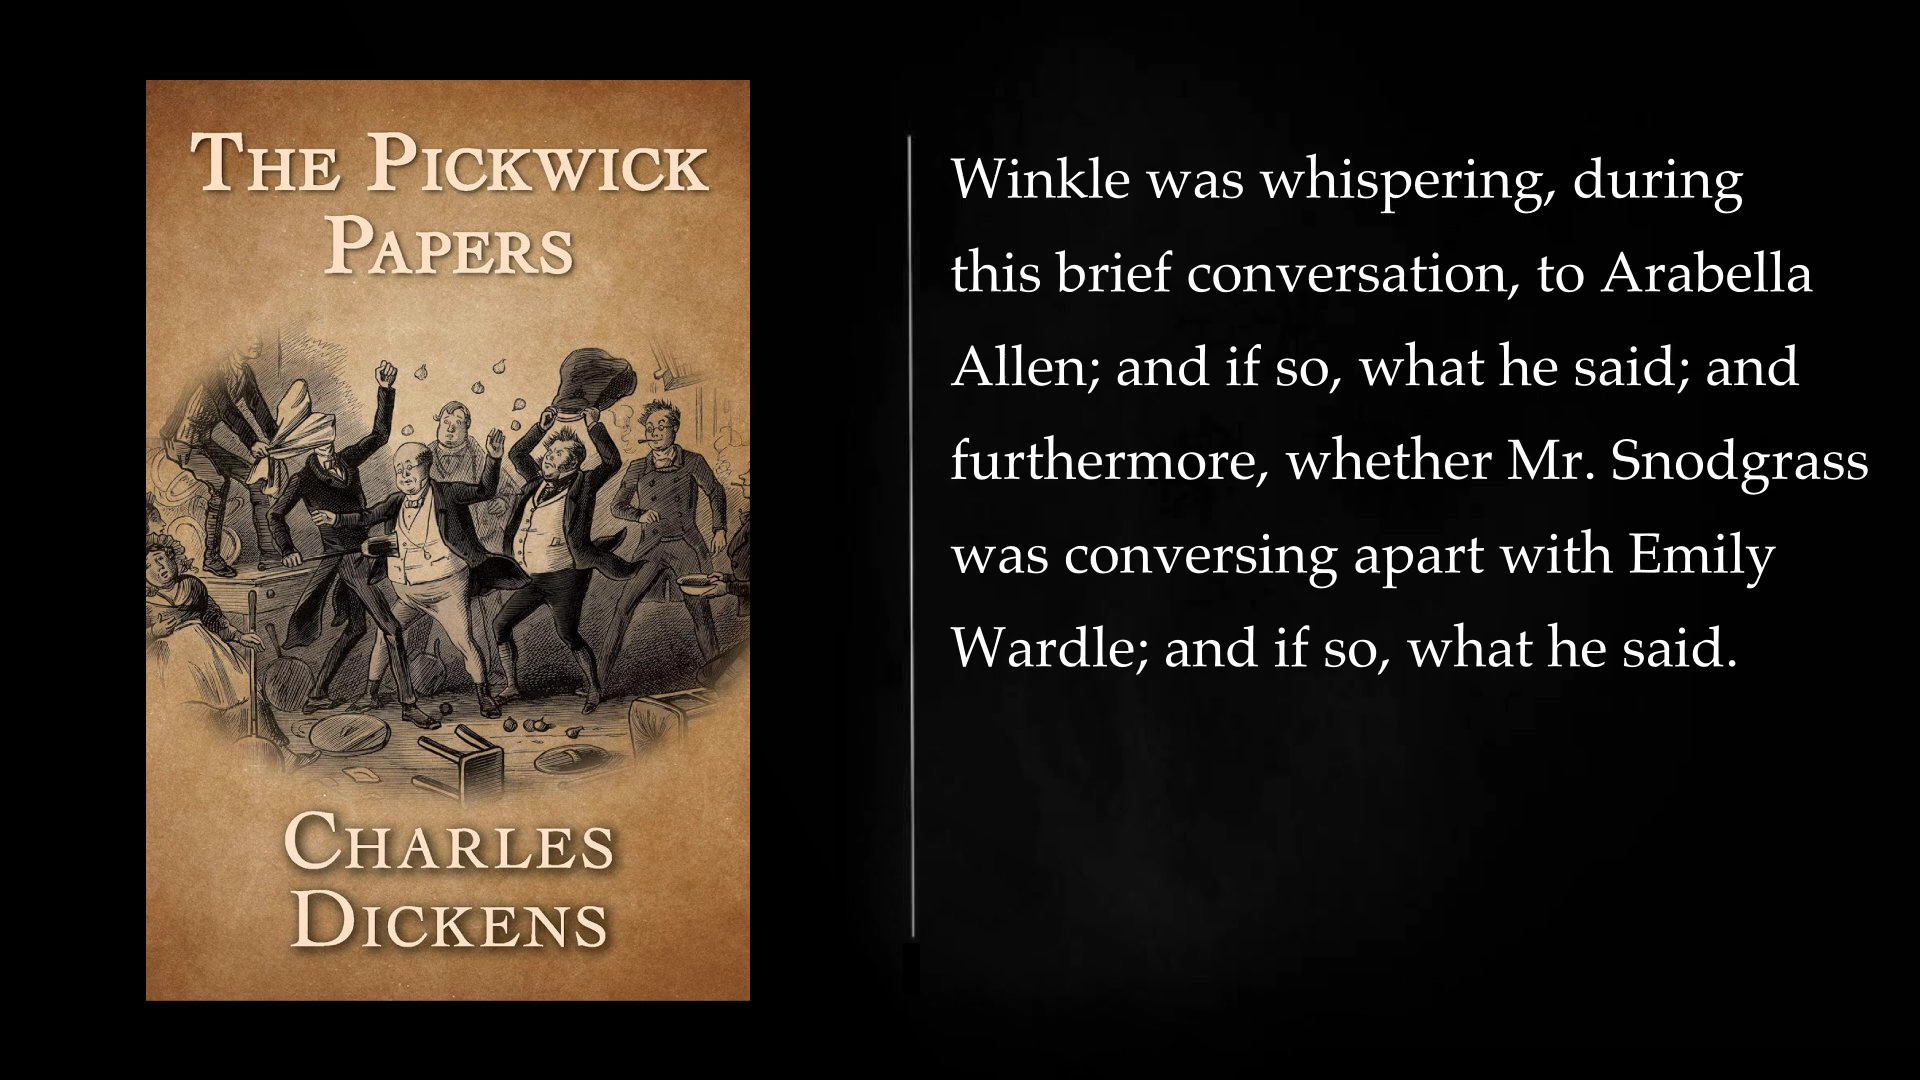 THE PICKWICK
PAPERS
CHARLES
DICKENS
Winkle was whispering, during
this brief conversation, to Arabella
Allen; and if so, what he said; and
furthermore, whether Mr. Snodgrass
was conversing apart with Emily
Wardle; and if so, what he said.